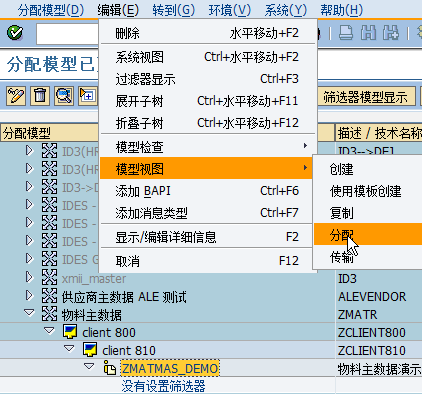 分配模型(D) 编辑(E) 转到(G) 环境(V) 系统(Y) 帮助(H)
删除 水平移动+F2
系统视图 Ctrl+水平移动+F2
分配模型已
过滤器显示 Ctrl+F3
展开子树 Ctrl+水平移动+F11
筛选器模型显示
折叠子树 Ctrl+水平移动+F12
分配模型
描述 / 技术名称
模型检查
ID3(HR
ID3-->DE1
模型视图
ID3(HR
创建
ID3->D
添加 BAPI Ctrl+F6
使用模板创建
IDES -
添加消息类型 Ctrl+F7
复制
IDES -
显示/编辑详细信息 F2
分配
IDES -
取消 F12
传输
IDES G
xmii_master ID3
供应商主数据 ALE 测试 ALEVENDOR
物料主数据 ZMATR
client 800 ZCLIENT800
client 810 ZCLIENT810
ZMATMAS_DEMO 物料主数据演示
没有设置筛选器